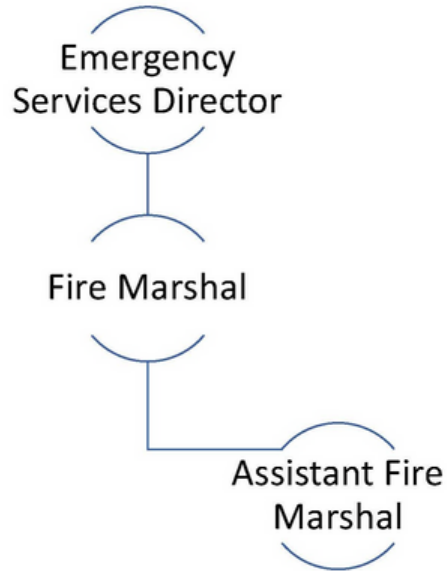 Emergency
Services Director
Fire Marshal
Assistant Fire
Marshal